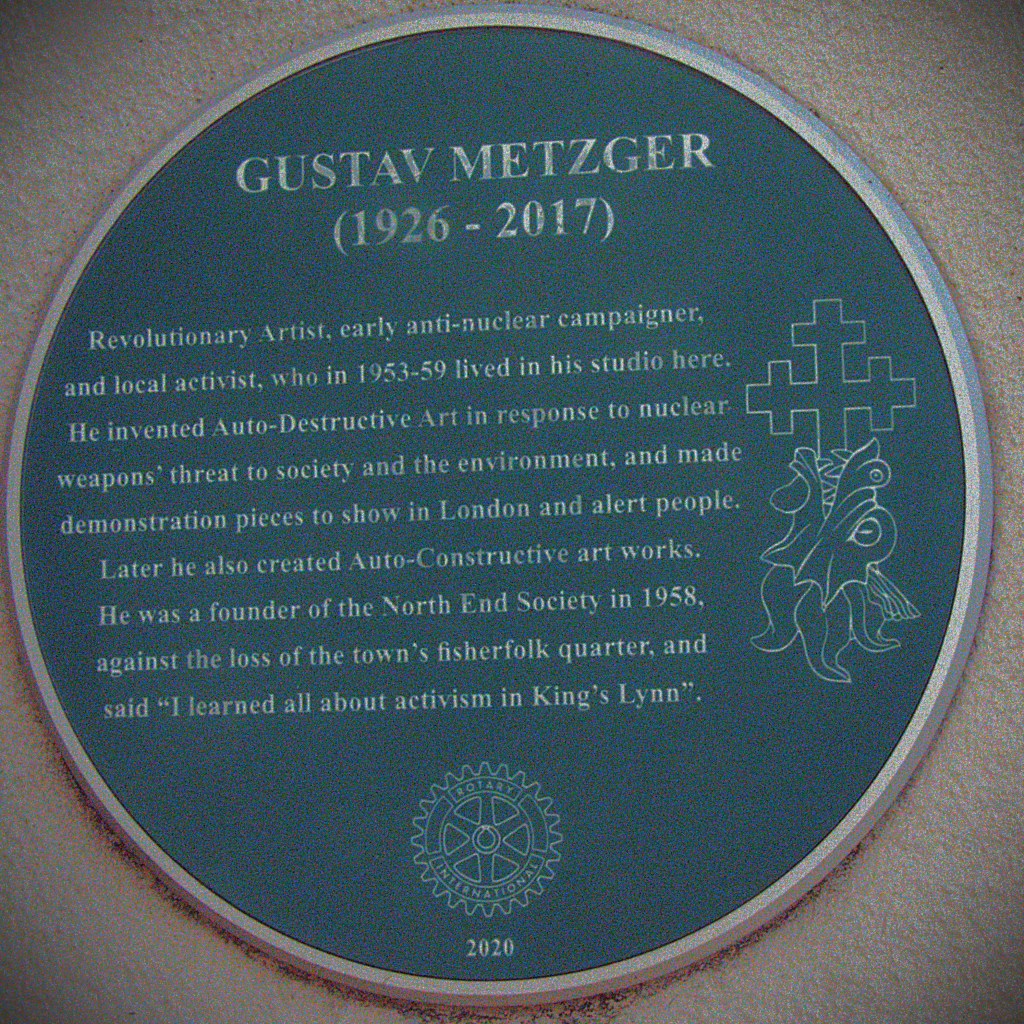 GUSTAV METZGER
(1926 - 2017)
Revolutionary Artist, early anti-nuclear campaigner,
and local activist, who in 1953-59 lived in his studio here.
He invented Auto-Destructive Art in response to nuclear
weapons' threat to society and the environment, and made
demonstration pieces to show in London and alert people.
Later he also created Auto-Constructive art works.
He was a founder of the North End Society in 1958,
against the loss of the town's fisherfolk quarter, and
said “I learned all about activism in King's Lynn”.
ROTARY
INTERNATIONAL
2020